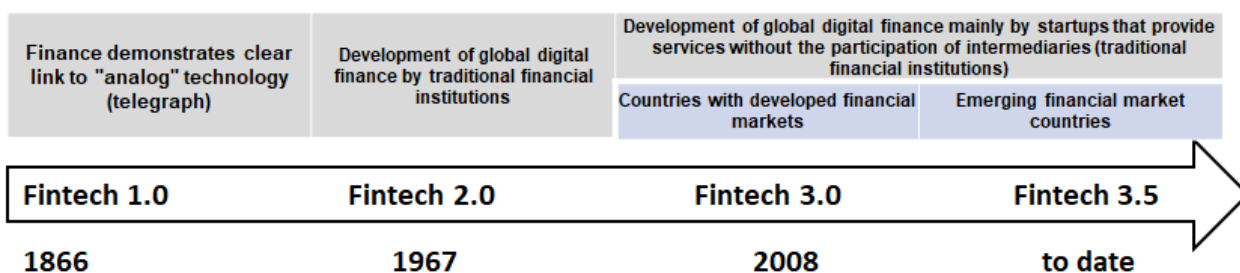 Finance demonstrates clear
link to "analog" technology
(telegraph)
Development of global digital
finance by traditional financial
institutions
Development of global digital finance mainly by startups that provide
services without the participation of intermediaries (traditional
financial institutions)
Countries with developed financial
markets
Emerging financial market
countries
Fintech 1.0
Fintech 2.0
Fintech 3.0
Fintech 3.5
1866
1967
2008
to date